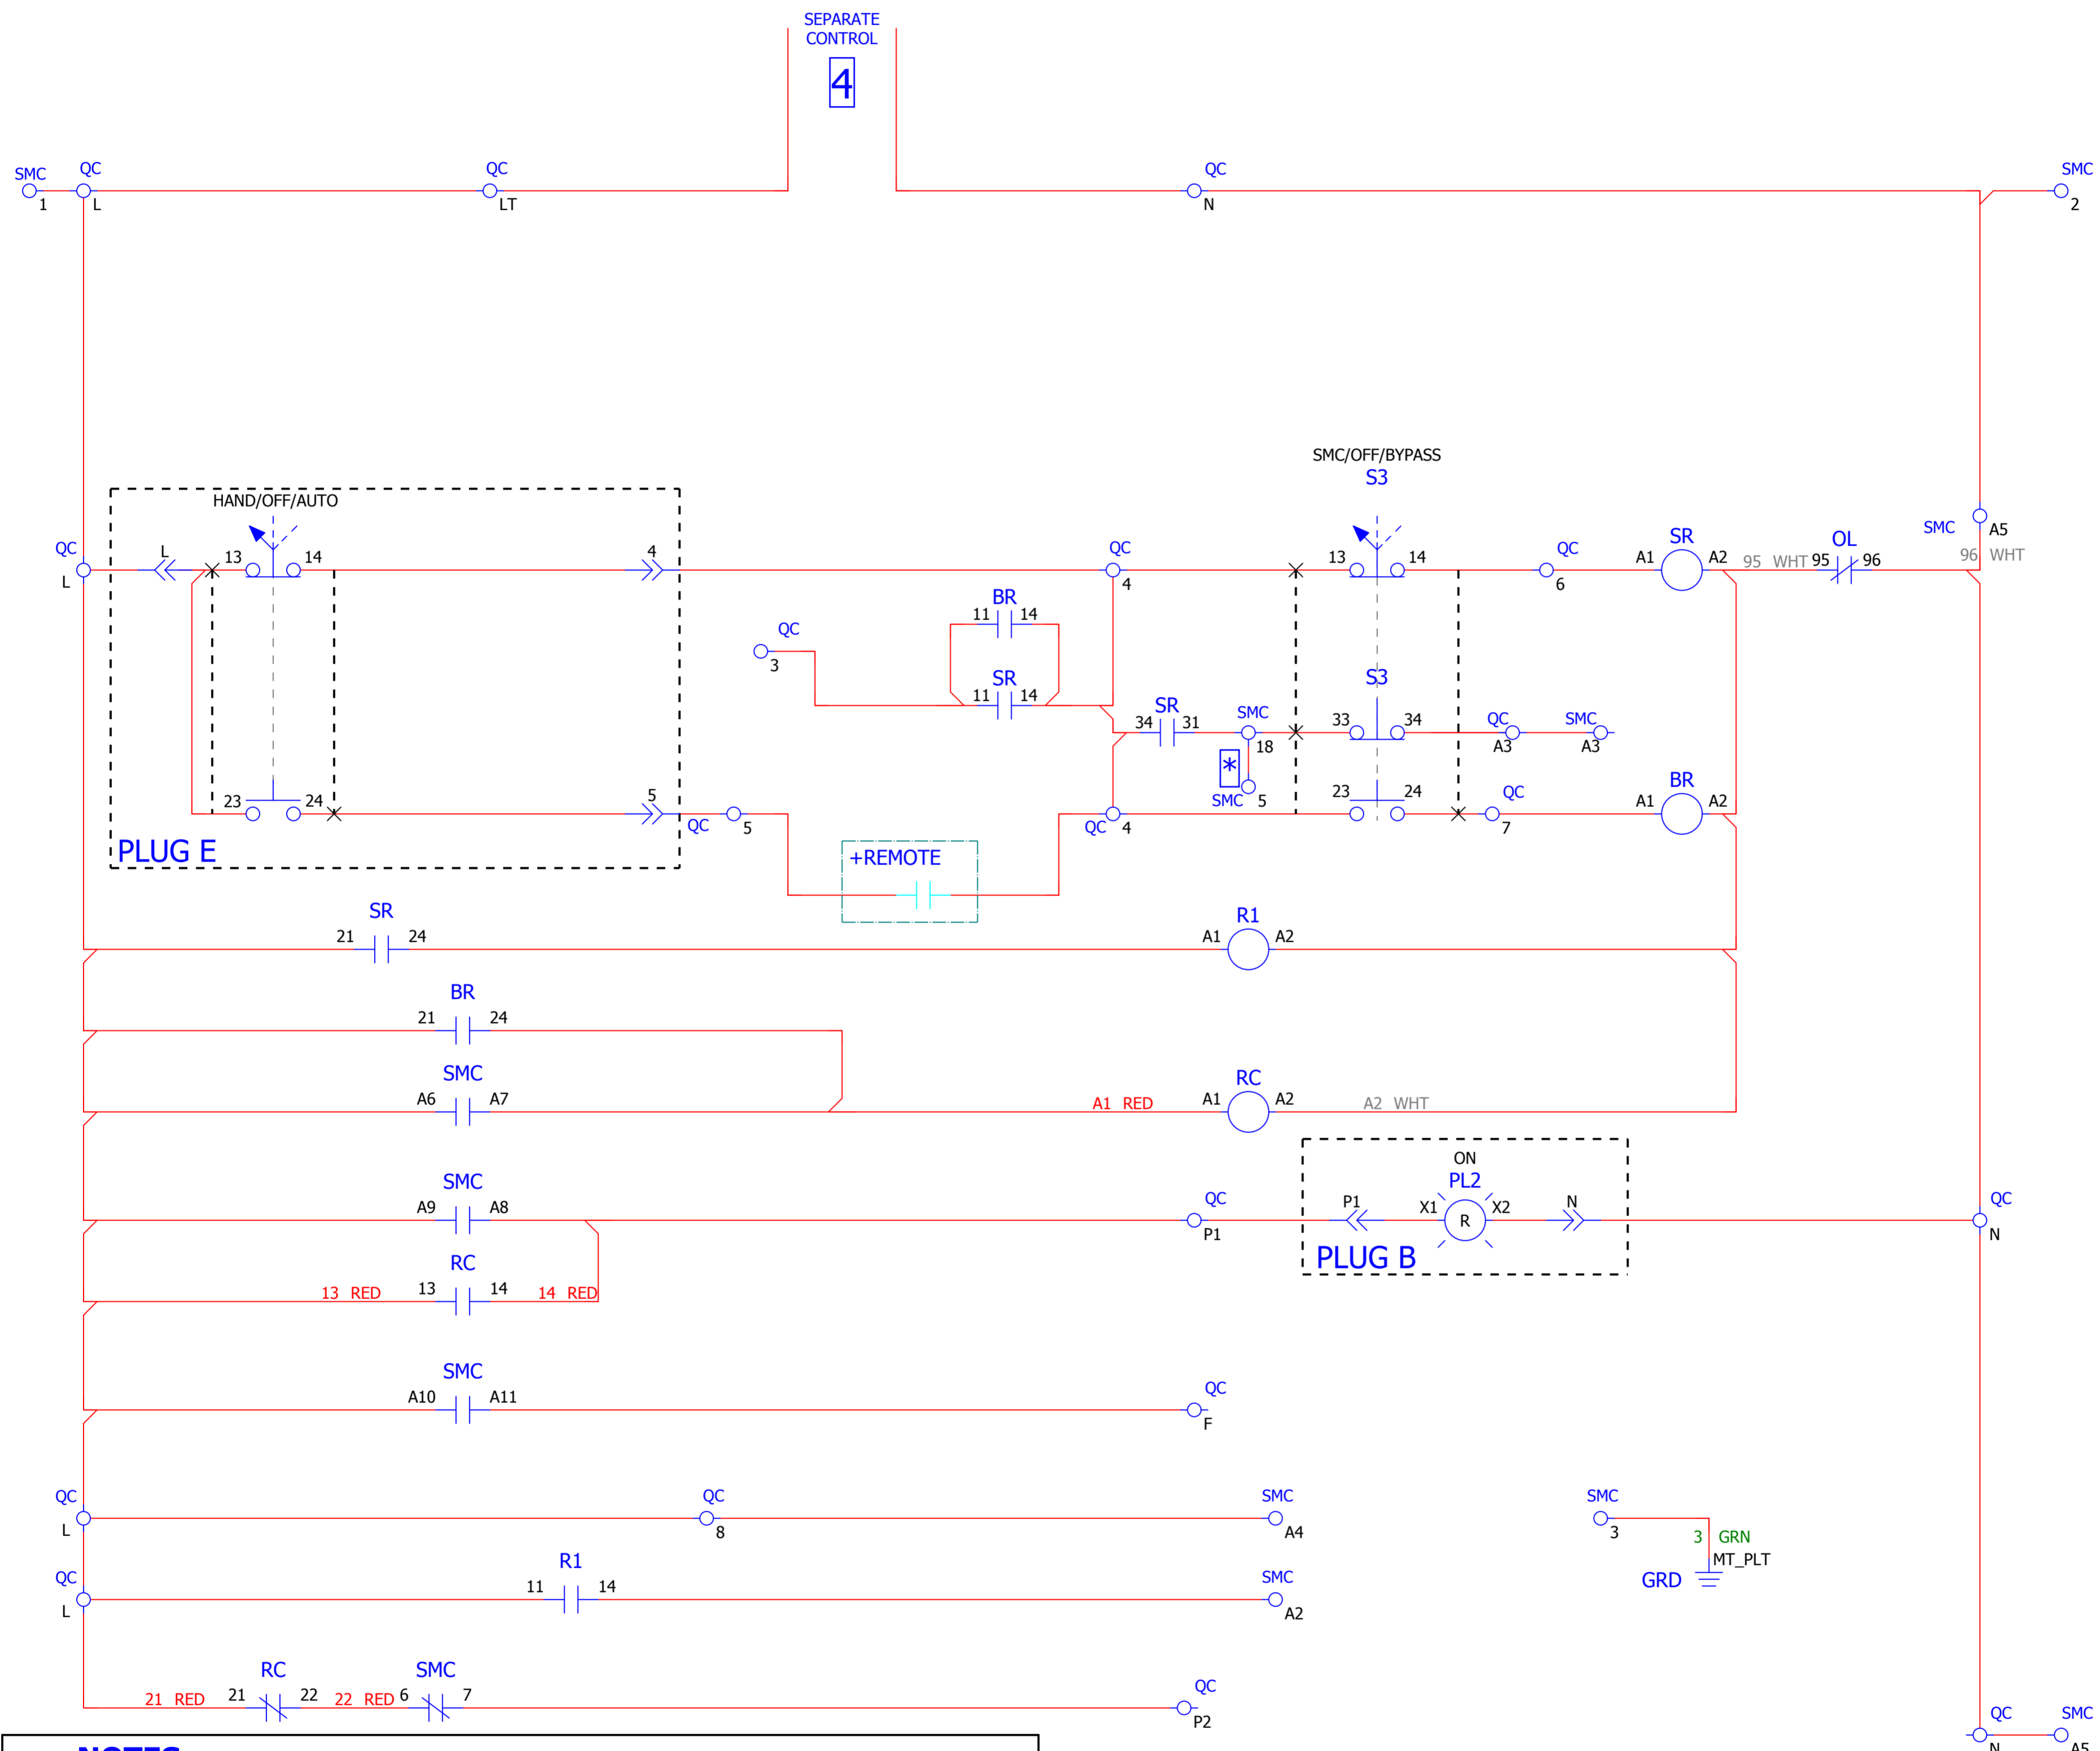 SEPARATE
CONTROL
4
SMC
1
QC
L
QC
LT
QC
N
SMC
2
SMC/OFF/BYPASS
S3
HAND/OFF/AUTO
QC
L
L
13
14
4
QC
4
13
14
QC
6
A1
SR
A2
95 WHT
95
OL
96
SMC
A5
96 WHT
BR
11
14
QC
3
SR
11
14
SR
34
31
SMC
18
S3
33
34
QC
A3
SMC
A3
*
SMC
5
23
24
5
QC
5
QC
4
23
24
QC
7
A1
BR
A2
PLUG E
+REMOTE
SR
21
24
R1
A1
A2
BR
21
24
SMC
A6
A7
A1 RED
RC
A1
A2
A2 WHT
ON
PL2
SMC
A9
A8
QC
P1
P1
X1
R
X2
N
QC
N
PLUG B
RC
13 RED
13
14
14 RED
SMC
A10
A11
QC
F
QC
L
QC
8
SMC
A4
SMC
3
3 GRN
MT_PLT
GRD
QC
L
R1
11
14
SMC
A2
RC
21 RED
21
22
22 RED
SMC
6
7
QC
P2
QC
N
SMC
A5
NOTES